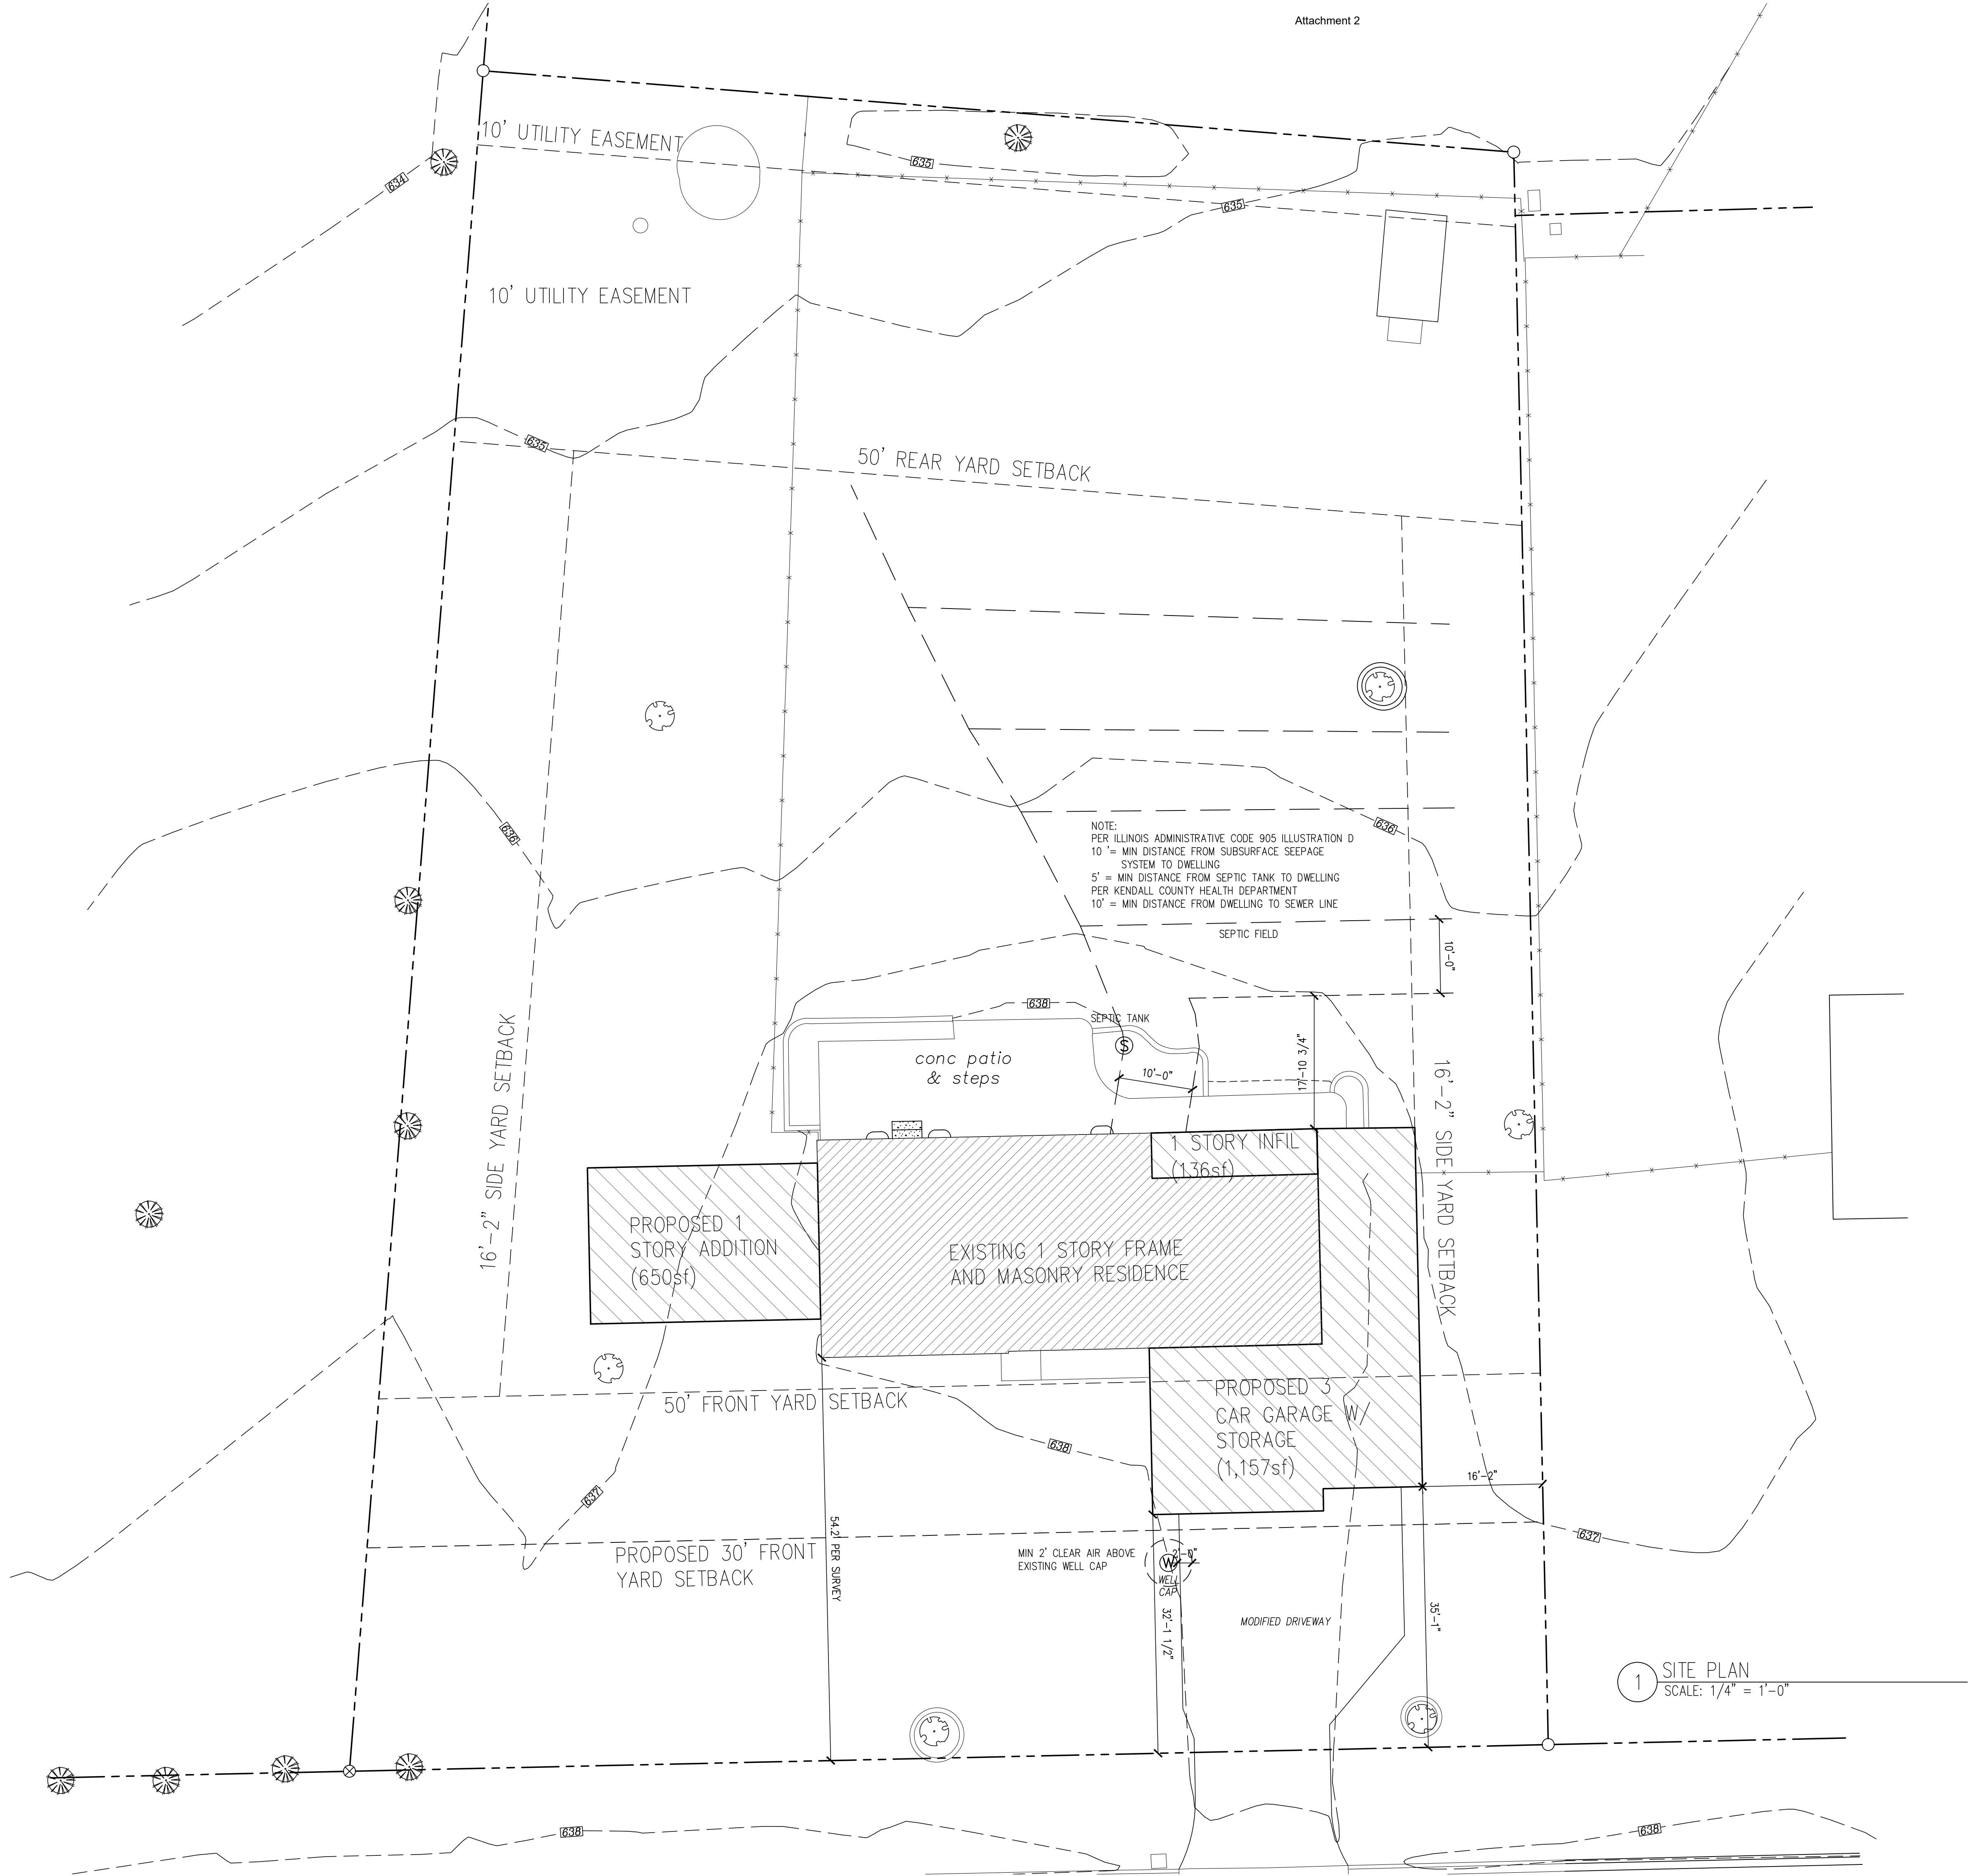 Attachment 2
10' UTILITY EASEMENT
635
634
635
10' UTILITY EASEMENT
635
50' REAR YARD SETBACK
NOTE:
PER ILLINOIS ADMINISTRATIVE CODE 905 ILLUSTRATION D
10 '= MIN DISTANCE FROM SUBSURFACE SEEPAGE
SYSTEM TO DWELLING
5' = MIN DISTANCE FROM SEPTIC TANK TO DWELLING
PER KENDALL COUNTY HEALTH DEPARTMENT
10' = MIN DISTANCE FROM DWELLING TO SEWER LINE
636
636
SEPTIC FIELD
10'-0"
638
SEPTIC TANK
S
conc patio
& steps
10'-0"
17'-10 3/4"
16'-2" SIDE YARD SETBACK
16'-2" SIDE YARD SETBACK
1 STORY INFIL
(136sf)
PROPOSED 1
STORY ADDITION
(650sf)
EXISTING 1 STORY FRAME
AND MASONRY RESIDENCE
50' FRONT YARD SETBACK
PROPOSED 3
CAR GARAGE W/
STORAGE
(1,157sf)
638
16'-2"
637
637
PROPOSED 30' FRONT
YARD SETBACK
54.2' PER SURVEY
MIN 2' CLEAR AIR ABOVE
EXISTING WELL CAP
2'-0"
W
WELL
CAP
32'-1 1/2"
MODIFIED DRIVEWAY
35'-1"
1
SITE PLAN
SCALE: 1/4" = 1'-0"
638
638